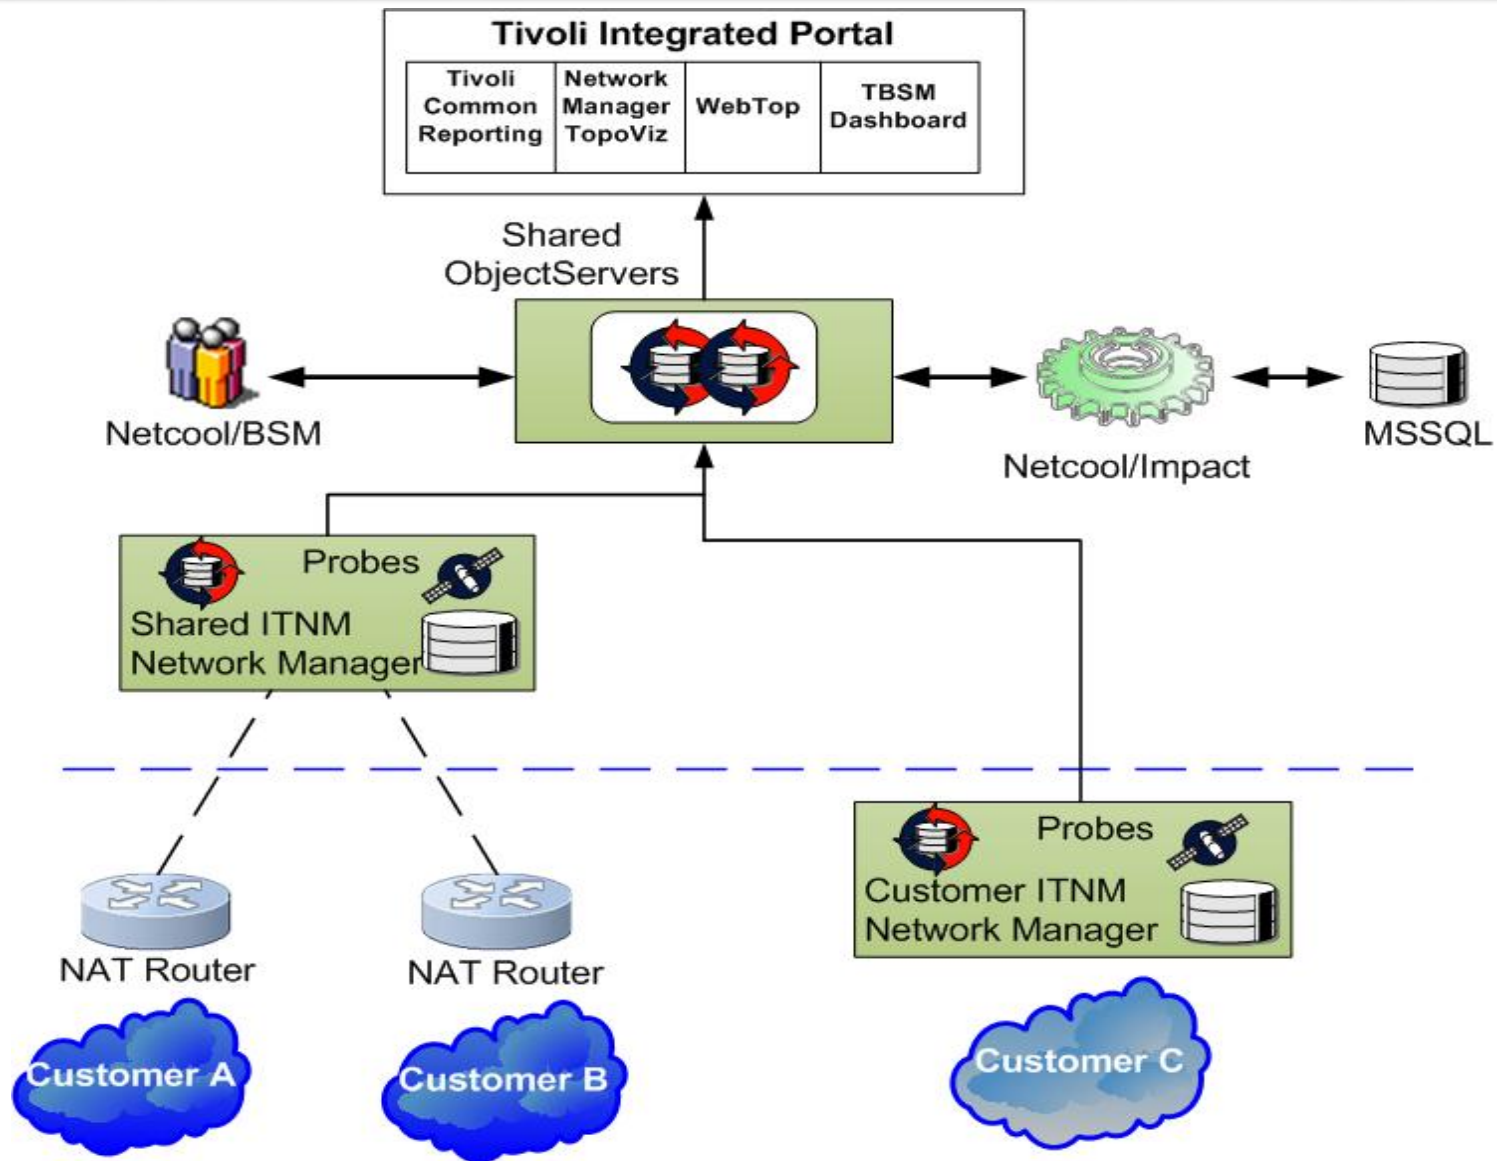 Tivoli Integrated Portal
Tivoli
Common
Reporting
Network
Manager
TopoViz
WebTop
TBSM
Dashboard
Shared
ObjectServers
Netcool/BSM
Netcool/Impact
MSSQL
Probes
Shared ITNM
Network Manager
Probes
Customer ITNM
Network Manager
NAT Router
NAT Router
Customer A
Customer B
Customer C